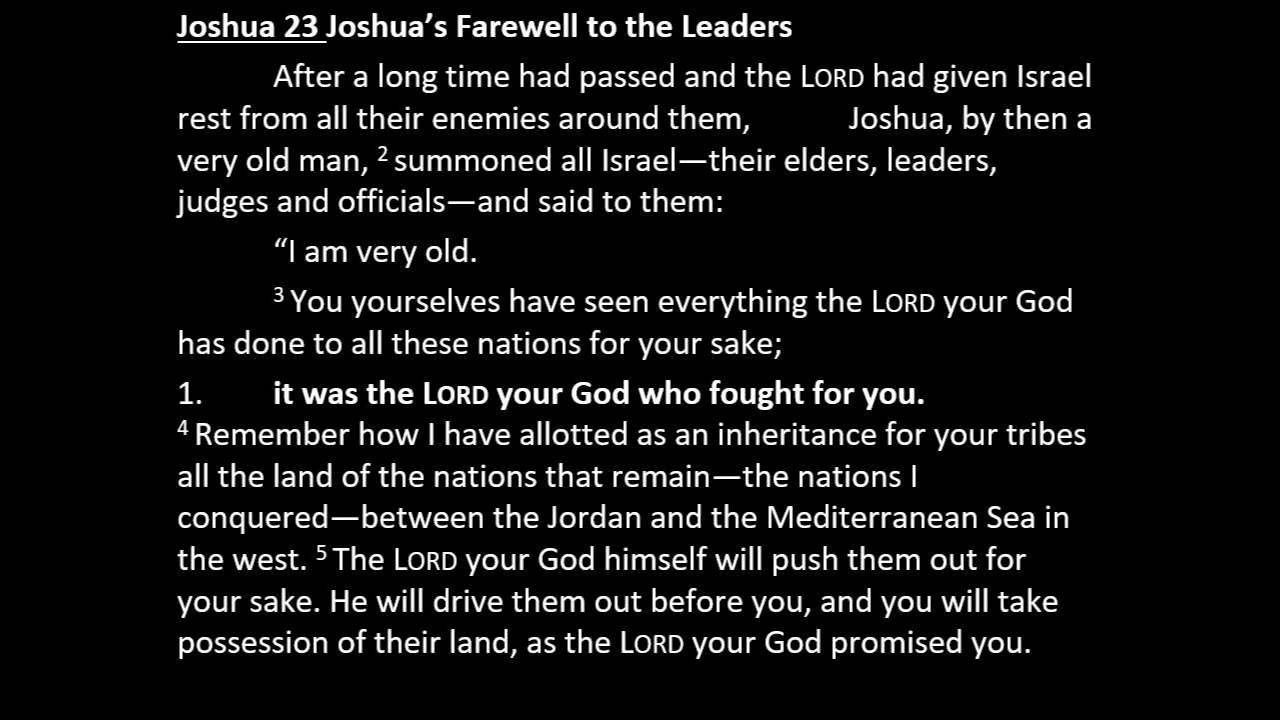 Joshua 23 Joshua’s Farewell to the Leaders
After a long time had passed and the LORD had given Israel
rest from all their enemies around them, Joshua, by then a
very old man, 2 summoned all Israel—their elders, leaders,
judges and officials—and said to them:
“I am very old.
3 You yourselves have seen everything the LORD your God
has done to all these nations for your sake;
1. it was the LORD your God who fought for you.
4 Remember how I have allotted as an inheritance for your tribes
all the land of the nations that remain—the nations I
conquered—between the Jordan and the Mediterranean Sea in
the west. 5 The LORD your God himself will push them out for
your sake. He will drive them out before you, and you will take
possession of their land, as the LORD your God promised you.